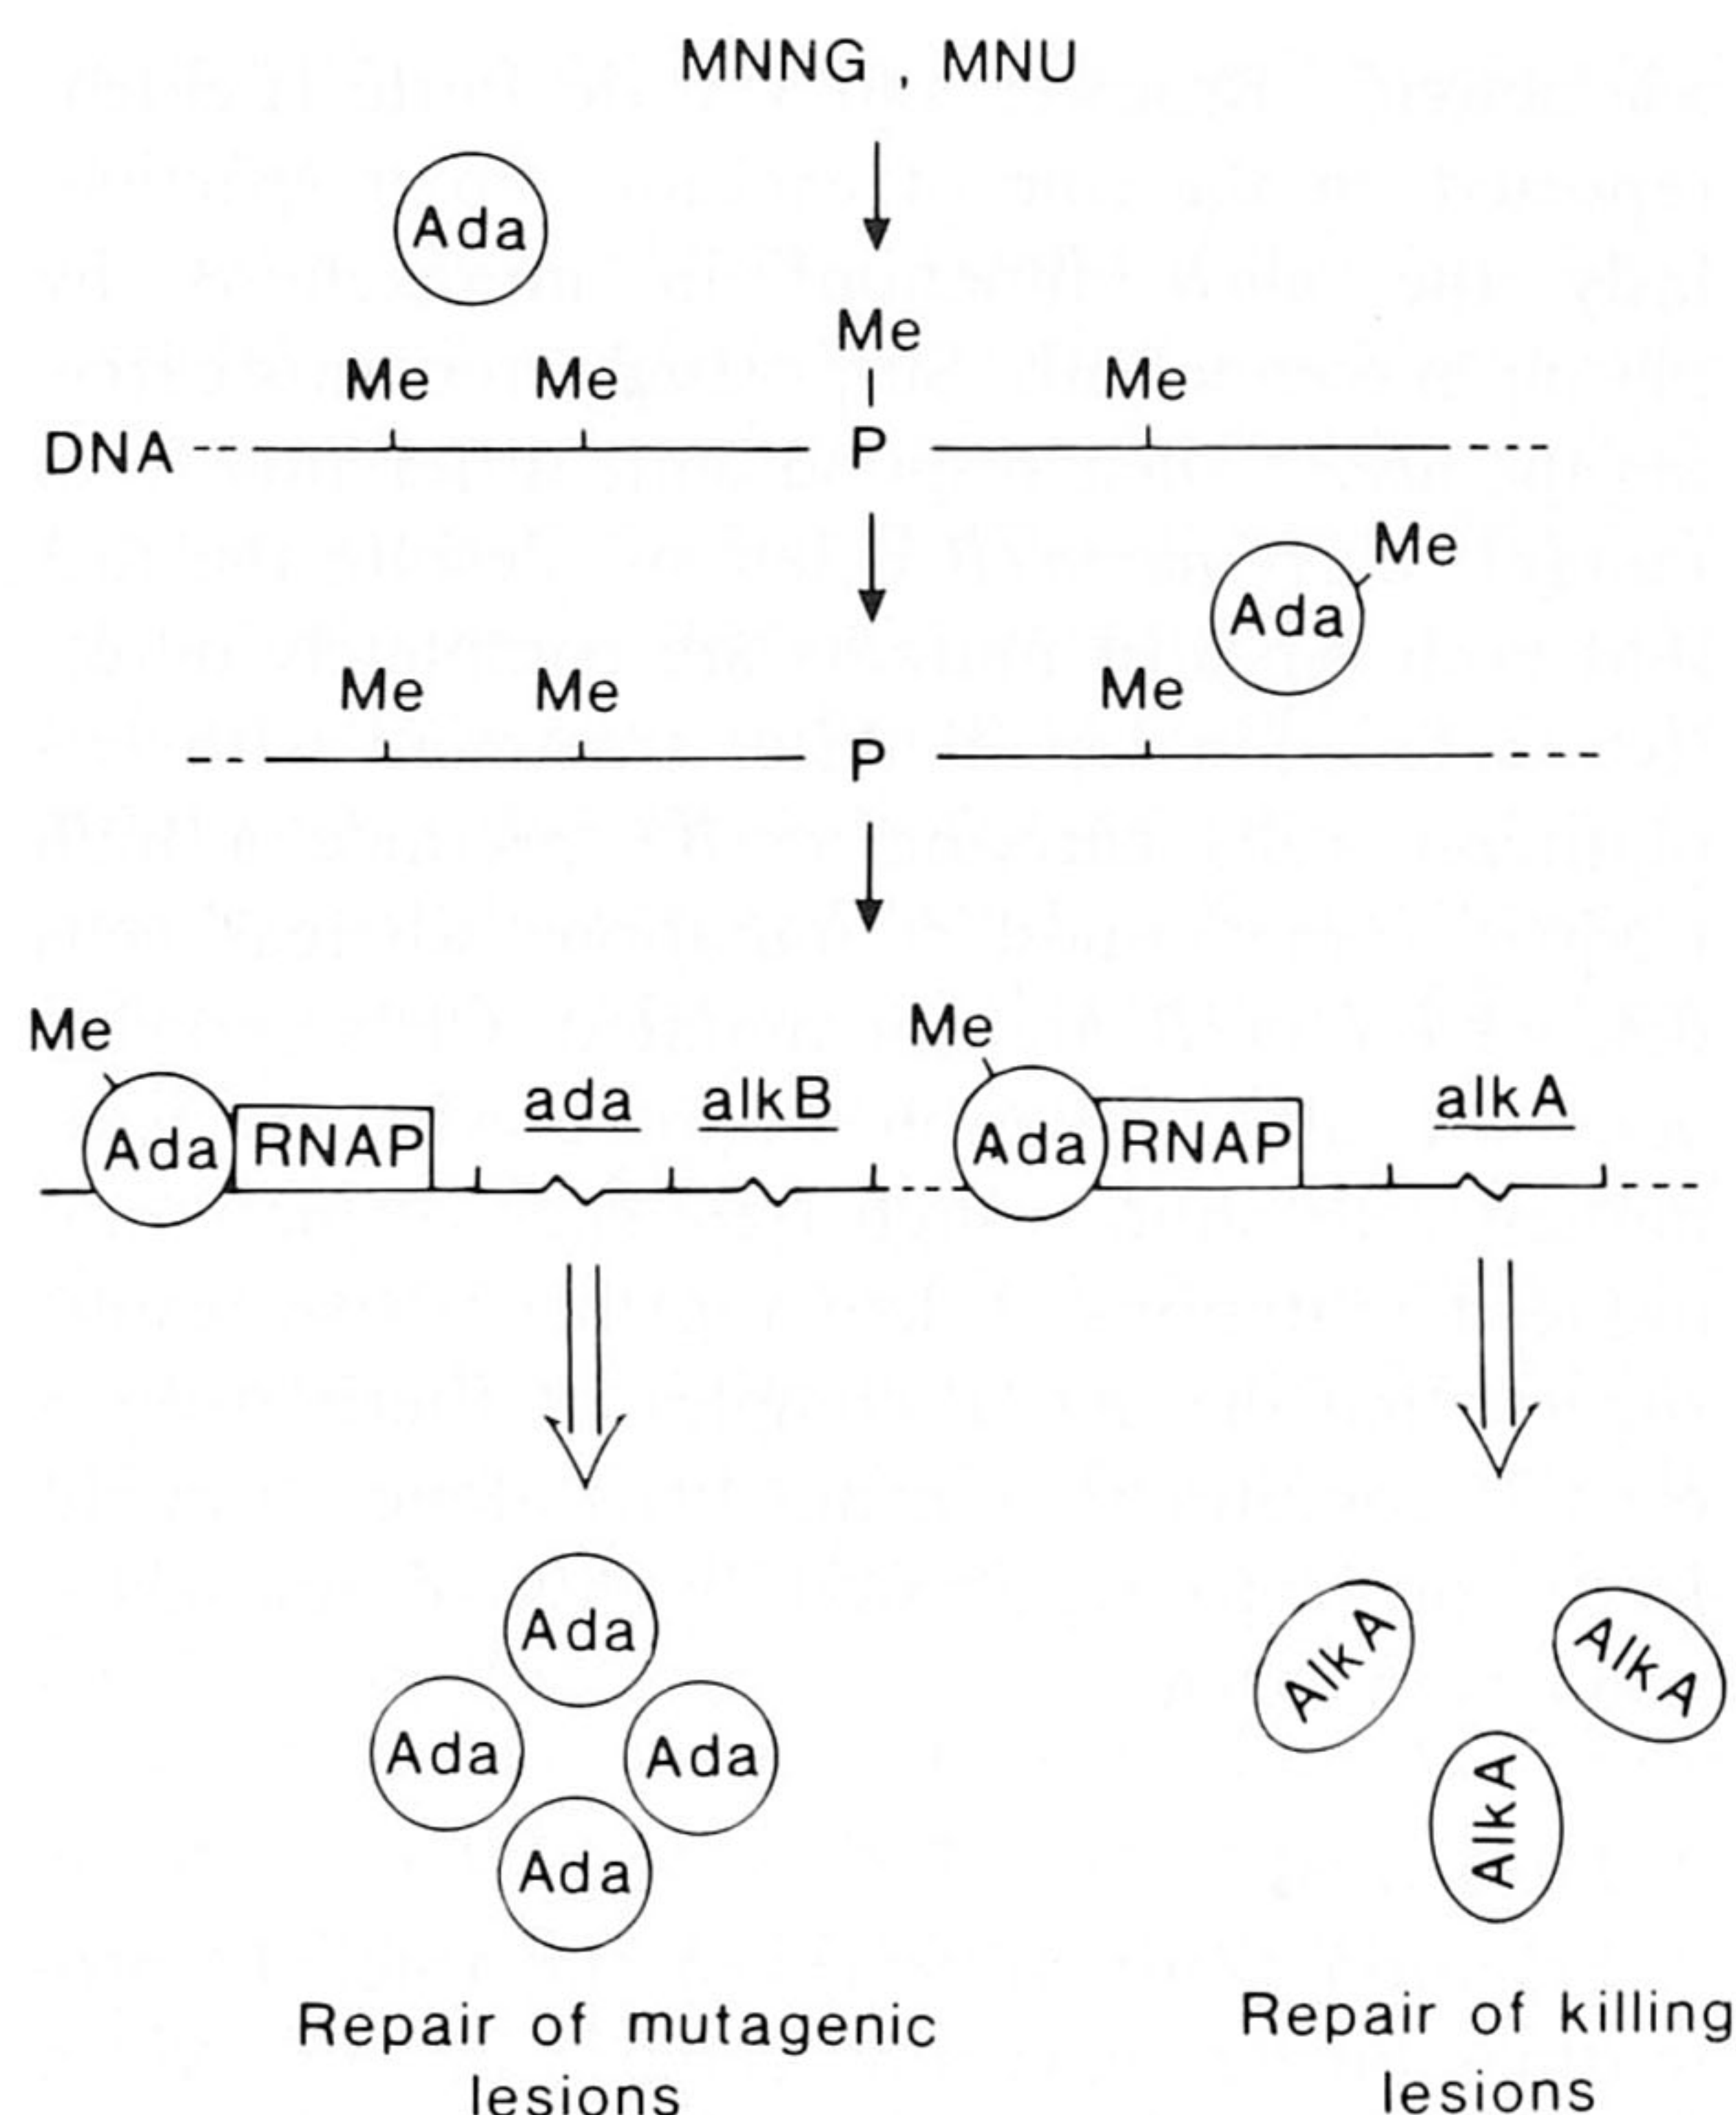 MNNG , MNU
Ada
Me
Me Me Me
DNA P
Me
Ada
Me Me Me
P
Me Me
ada alkB alkA
Ada RNAP Ada RNAP
Ada
Ada Ada
Ada
AlkA AlkA
AlkA
Repair of mutagenic
lesions
Repair of killing
lesions